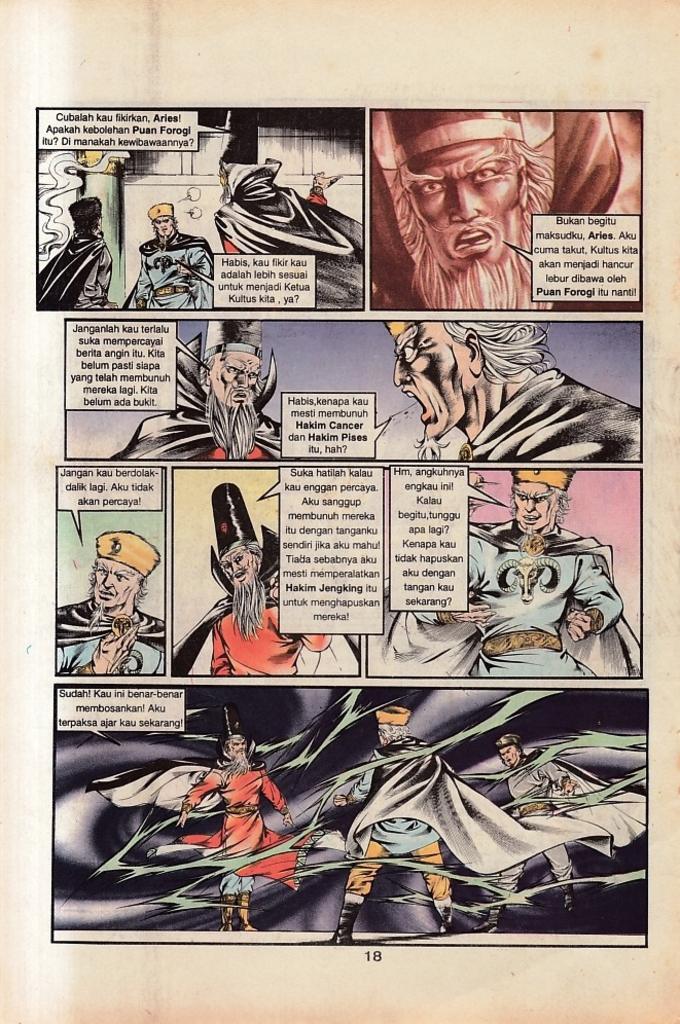 Cubalah kau fikirkan, Aries!
Apakah kebolehan Puan Forogi
itu? Di manakah kewibawaannya?
Habis, kau fikir kau
adalah lebih sesuai
untuk menjadi Ketua
Kultus kita , ya?
Bukan begitu
maksudku, Aries. Aku
cuma takut, Kultus kita
akan menjadi hancur
lebur dibawa oleh
Puan Forogi itu nanti!
Janganlah kau terlalu
suka mempercayai
berita angin itu. Kita
belum pasti siapa
yang telah membunuh
mereka lagi. Kita
belum ada bukit.
Habis,kenapa kau
mesti membunuh
Hakim Cancer
dan Hakim Pises
itu, hah?
Jangan kau berdolak-
dalik lagi. Aku tidak
akan percaya!
Suka hatilah kalau
kau enggan percaya.
Aku sanggup
membunuh mereka
itu dengan tanganku
sendiri jika aku mahu!
Tiada sebabnya aku
mesti memperalatkan
Hakim Jengking itu
untuk menghapuskan
mereka!
Hm, angkuhnya
engkau ini!
Kalau
begitu,tunggu
apa lagi?
Kenapa kau
tidak hapuskan
aku dengan
tangan kau
sekarang?
Sudah! Kau ini benar-benar
membosankan! Aku
terpaksa ajar kau sekarang!
18